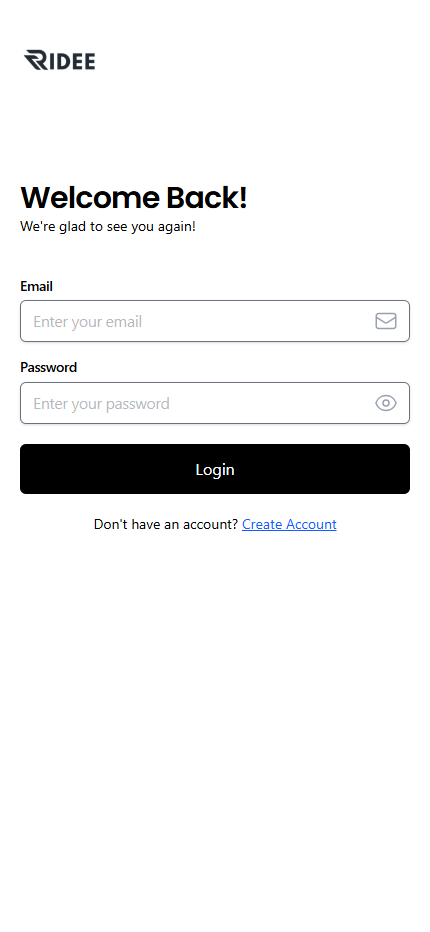 RIDEE
Welcome Back!
We're glad to see you again!
Email
Enter your email
Password
Enter your password
Login
Don't have an account? Create Account